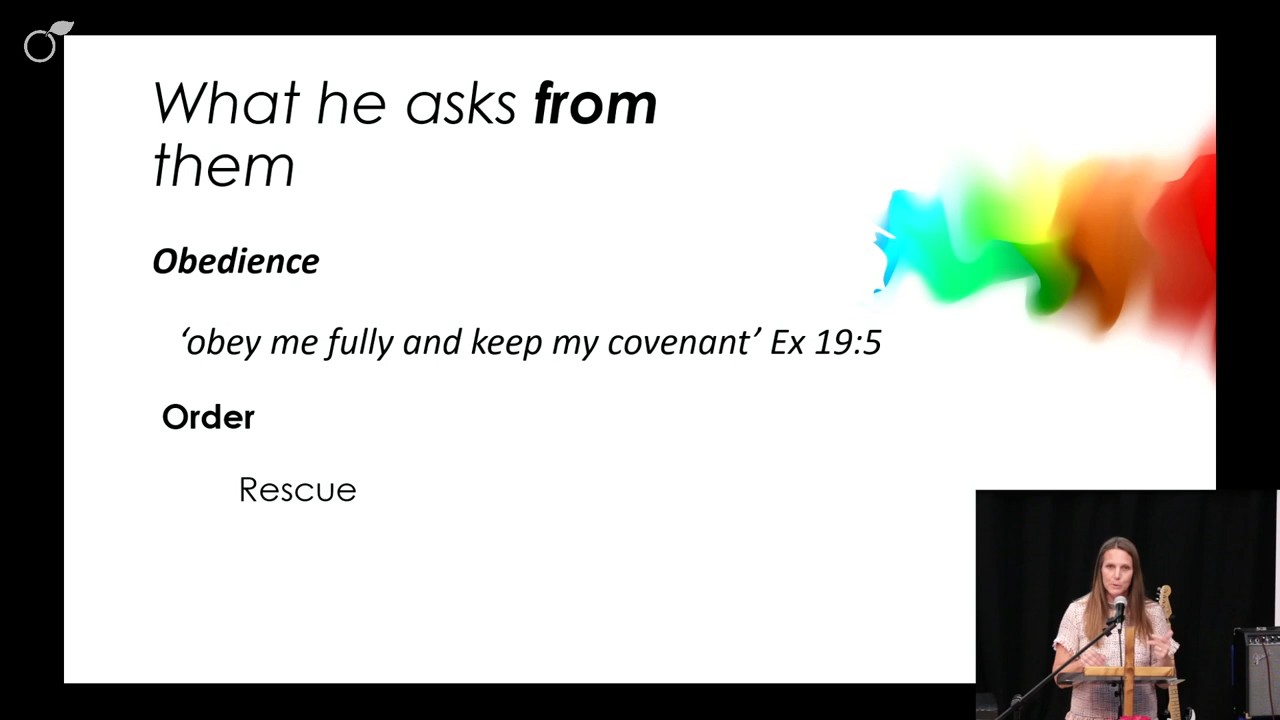 What he asks from
them
Obedience
‘obey me fully and keep my covenant’ Ex 19:5
Order
Rescue